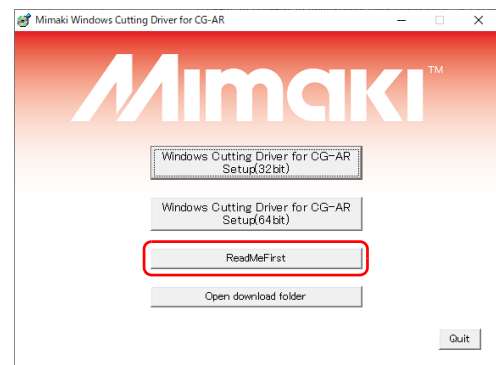 Mimaki Windows Cutting Driver for CG-AR
Mimaki™
Windows Cutting Driver for CG-AR
Setup(32bit)
Windows Cutting Driver for CG-AR
Setup(64bit)
ReadMeFirst
Open download folder
Quit